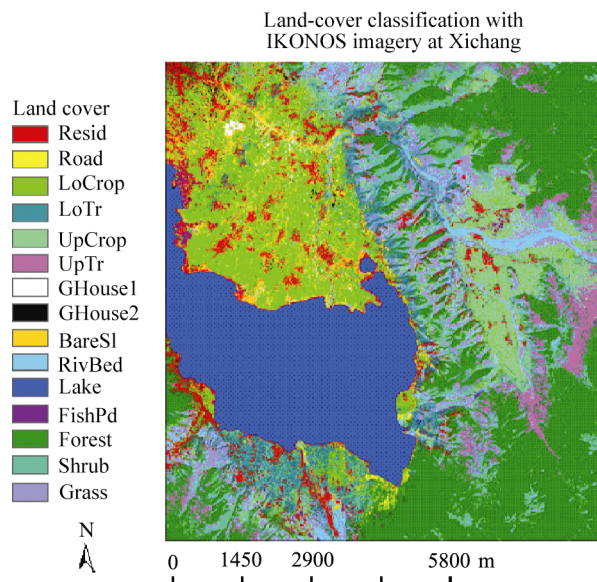 Land-cover classification with
IKONOS imagery at Xichang
Land cover
Resid
Road
LoCrop
LoTr
UpCrop
UpTr
GHouse1
GHouse2
BareSl
RivBed
Lake
FishPd
Forest
Shrub
Grass
N
0 1450 2900 5800 m